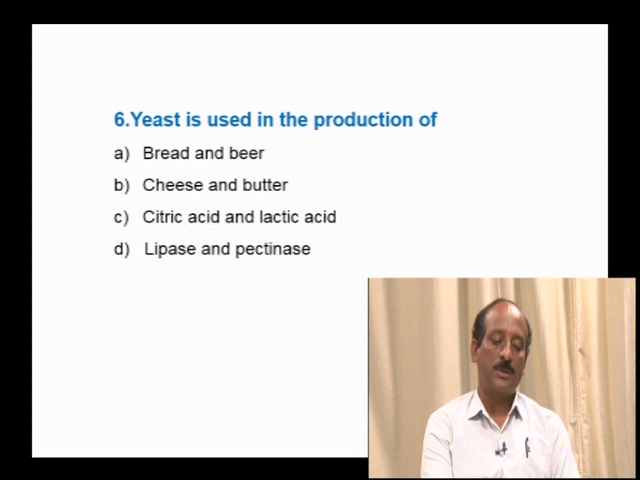 6.Yeast is used in the production of
a) Bread and beer
b) Cheese and butter
c) Citric acid and lactic acid
d) Lipase and pectinase